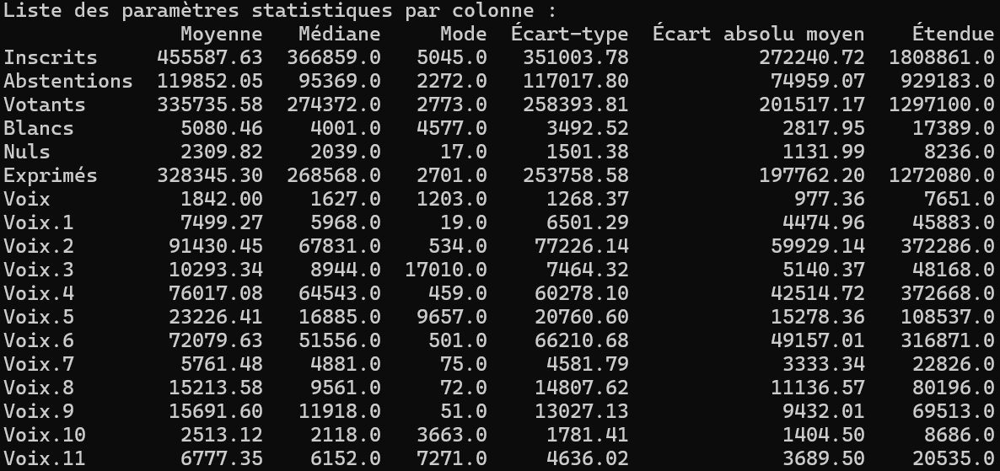 Liste des paramètres statistiques par colonne :
Moyenne Médiane Mode Écart-type Écart absolu moyen Étendue
Inscrits 455587.63 366859.0 5045.0 351003.78 272240.72 1808861.0
Abstentions 119852.05 95369.0 2272.0 117017.80 74959.07 929183.0
Votants 335735.58 274372.0 2773.0 258393.81 201517.17 1297100.0
Blancs 5080.46 4001.0 4577.0 3492.52 2817.95 17389.0
Nuls 2309.82 2039.0 17.0 1501.38 1131.99 8236.0
Exprimés 328345.30 268568.0 2701.0 253758.58 197762.20 1272080.0
Voix 1842.00 1627.0 1203.0 1268.37 977.36 7651.0
Voix.1 7499.27 5968.0 19.0 6501.29 4474.96 45883.0
Voix.2 91430.45 67831.0 534.0 77226.14 59929.14 372286.0
Voix.3 10293.34 8944.0 17010.0 7464.32 5140.37 48168.0
Voix.4 76017.08 64543.0 459.0 60278.10 42514.72 372668.0
Voix.5 23226.41 16885.0 9657.0 20760.60 15278.36 108537.0
Voix.6 72079.63 51556.0 501.0 66210.68 49157.01 316871.0
Voix.7 5761.48 4881.0 75.0 4581.79 3333.34 22826.0
Voix.8 15213.58 9561.0 72.0 14807.62 11136.57 80196.0
Voix.9 15691.60 11918.0 51.0 13027.13 9432.01 69513.0
Voix.10 2513.12 2118.0 3663.0 1781.41 1404.50 8686.0
Voix.11 6777.35 6152.0 7271.0 4636.02 3689.50 20535.0